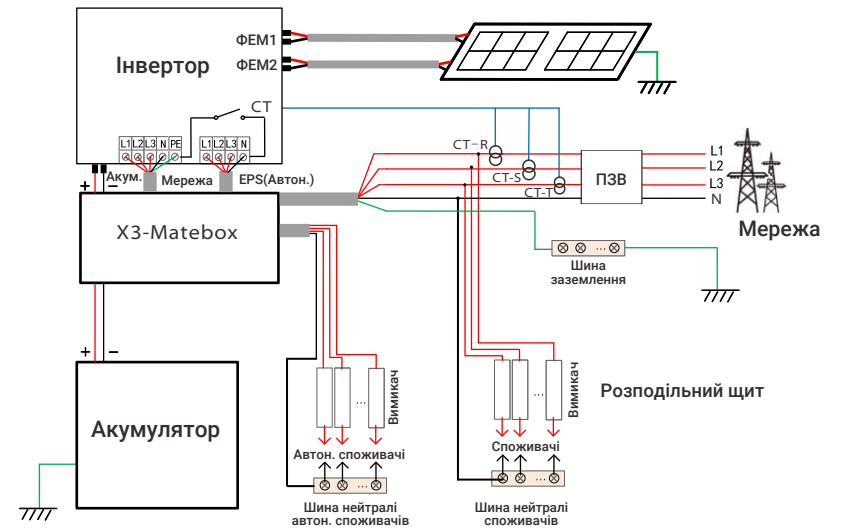 Інвертор
ФЕМ1
ФЕМ2
CT
L1 L2 L3 N PE
L1 L2 L3 N
Акум.
Мережа
EPS(Автон.)
+ −
X3-Matebox
CT-R
CT-S
CT-T
ПЗВ
L1
L2
L3
N
Мережа
Шина
заземлення
+ −
Акумулятор
...
Вимикач
Автон. споживачі
...
Шина нейтралі
автон. споживачів
...
Вимикач
Споживачі
...
Шина нейтралі
споживачів
Розподільний щит